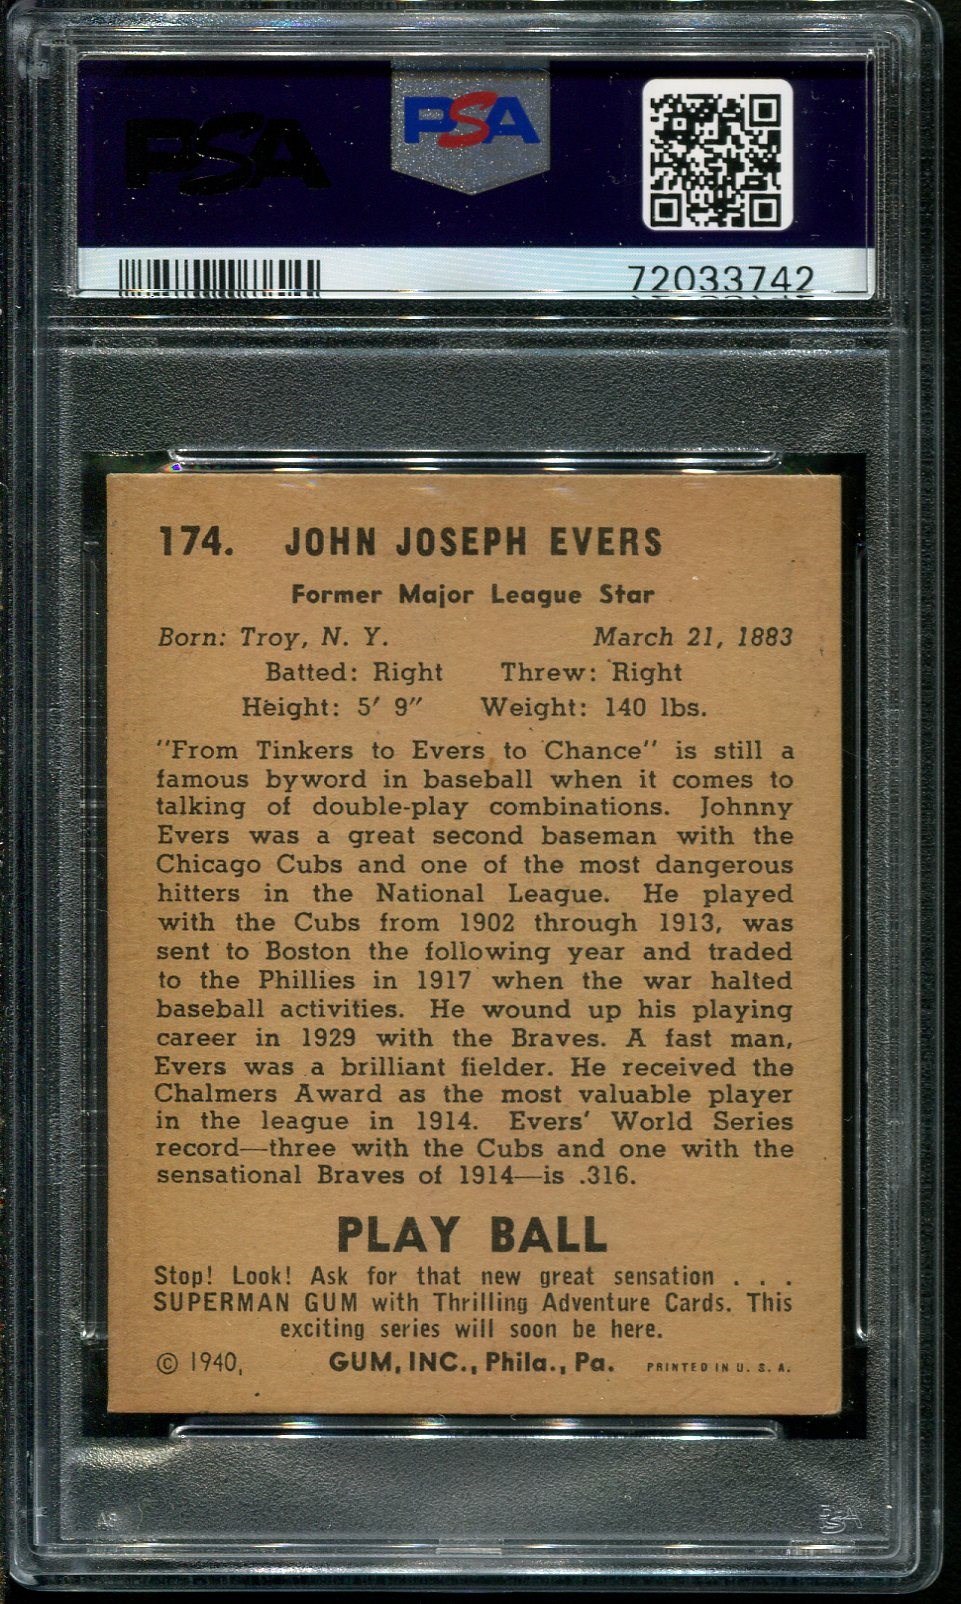 PSA
PSA
72033742
174. JOHN JOSEPH EVERS
Former Major League Star
Born: Troy, N. Y. March 21, 1883
Batted: Right Threw: Right
Height: 5' 9" Weight: 140 lbs.
"From Tinkers to Evers to Chance" is still a
famous byword in baseball when it comes to
talking of double-play combinations. Johnny
Evers was a great second baseman with the
Chicago Cubs and one of the most dangerous
hitters in the National League. He played
with the Cubs from 1902 through 1913, was
sent to Boston the following year and traded
to the Phillies in 1917 when the war halted
baseball activities. He wound up his playing
career in 1929 with the Braves. A fast man,
Evers was a brilliant fielder. He received the
Chalmers Award as the most valuable player
in the league in 1914. Evers' World Series
record—three with the Cubs and one with the
sensational Braves of 1914—is .316.
PLAY BALL
Stop! Look! Ask for that new great sensation . . .
SUPERMAN GUM with Thrilling Adventure Cards. This
exciting series will soon be here.
© 1940, GUM, INC., Phila., Pa. PRINTED IN U. S. A.
PSA